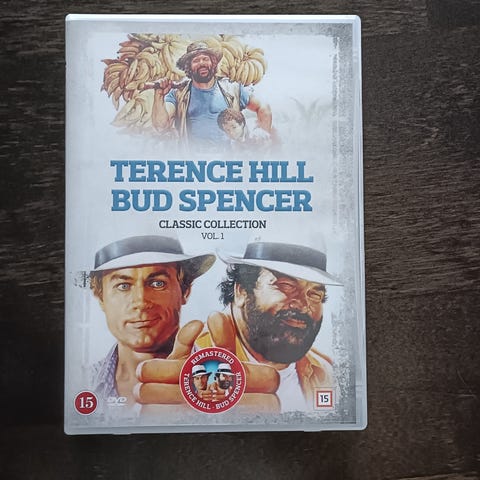 TERENCE HILL
BUD SPENCER
CLASSIC COLLECTION
VOL. 1
REMASTERED
TERENCE HILL · BUD SPENCER
15
DVD
15